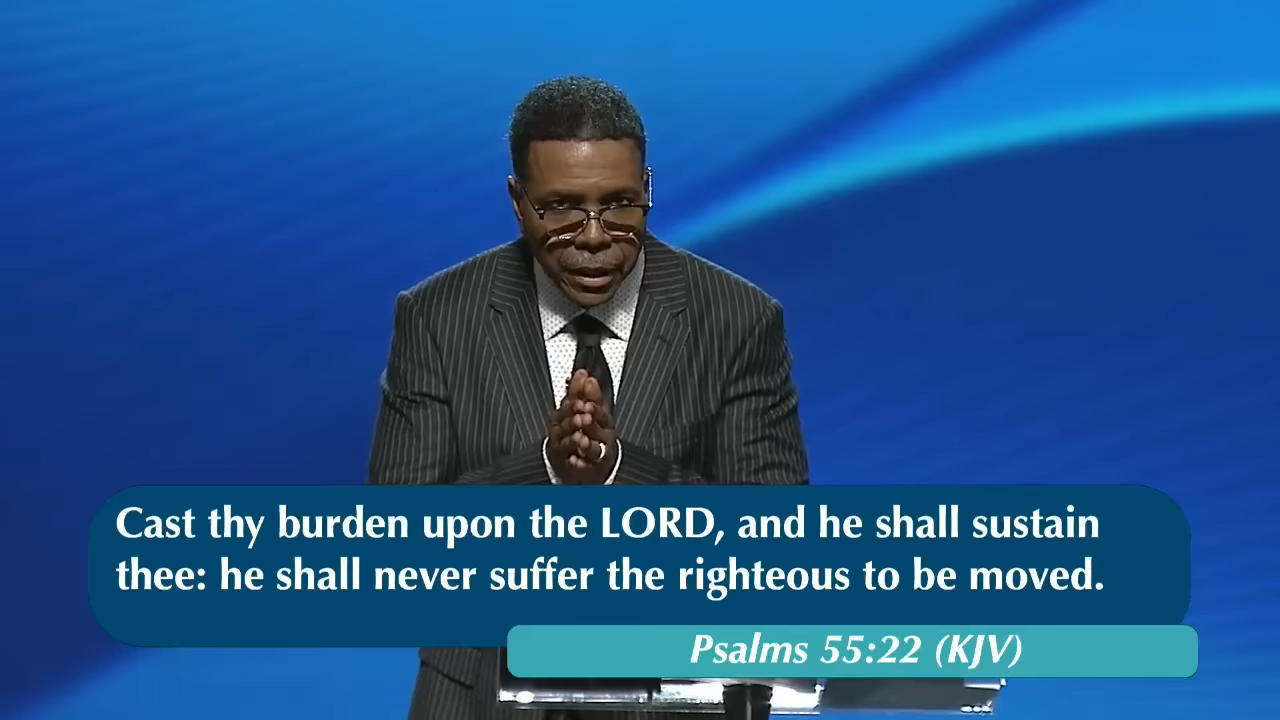 Cast thy burden upon the LORD, and he shall sustain
thee: he shall never suffer the righteous to be moved.
Psalms 55:22 (KJV)